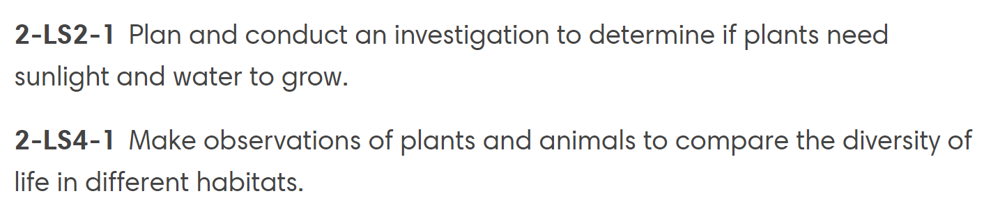 2-LS2-1 Plan and conduct an investigation to determine if plants need
sunlight and water to grow.
2-LS4-1 Make observations of plants and animals to compare the diversity of
life in different habitats.